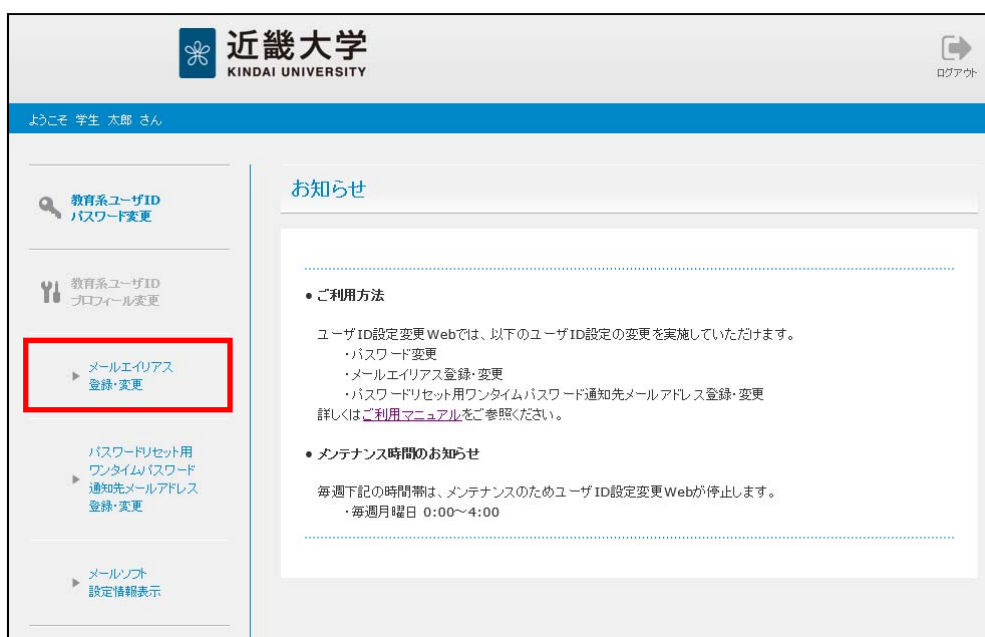 近畿大学
KINDAI UNIVERSITY
ログアウト
ようこそ 学生 太郎 さん
教育系ユーザID
パスワード変更
教育系ユーザID
プロフィール変更
メールエイリアス
登録・変更
パスワードリセット用
ワンタイムパスワード
通知先メールアドレス
登録・変更
メールソフト
設定情報表示
お知らせ
● ご利用方法
ユーザID設定変更Webでは、以下のユーザID設定の変更を実施していただけます。
・パスワード変更
・メールエイリアス登録・変更
・パスワードリセット用ワンタイムパスワード通知先メールアドレス登録・変更
詳しくはご利用マニュアルをご参照ください。
● メンテナンス時間のお知らせ
毎週下記の時間帯は、メンテナンスのためユーザID設定変更Webが停止します。
・毎週月曜日 0:00～4:00